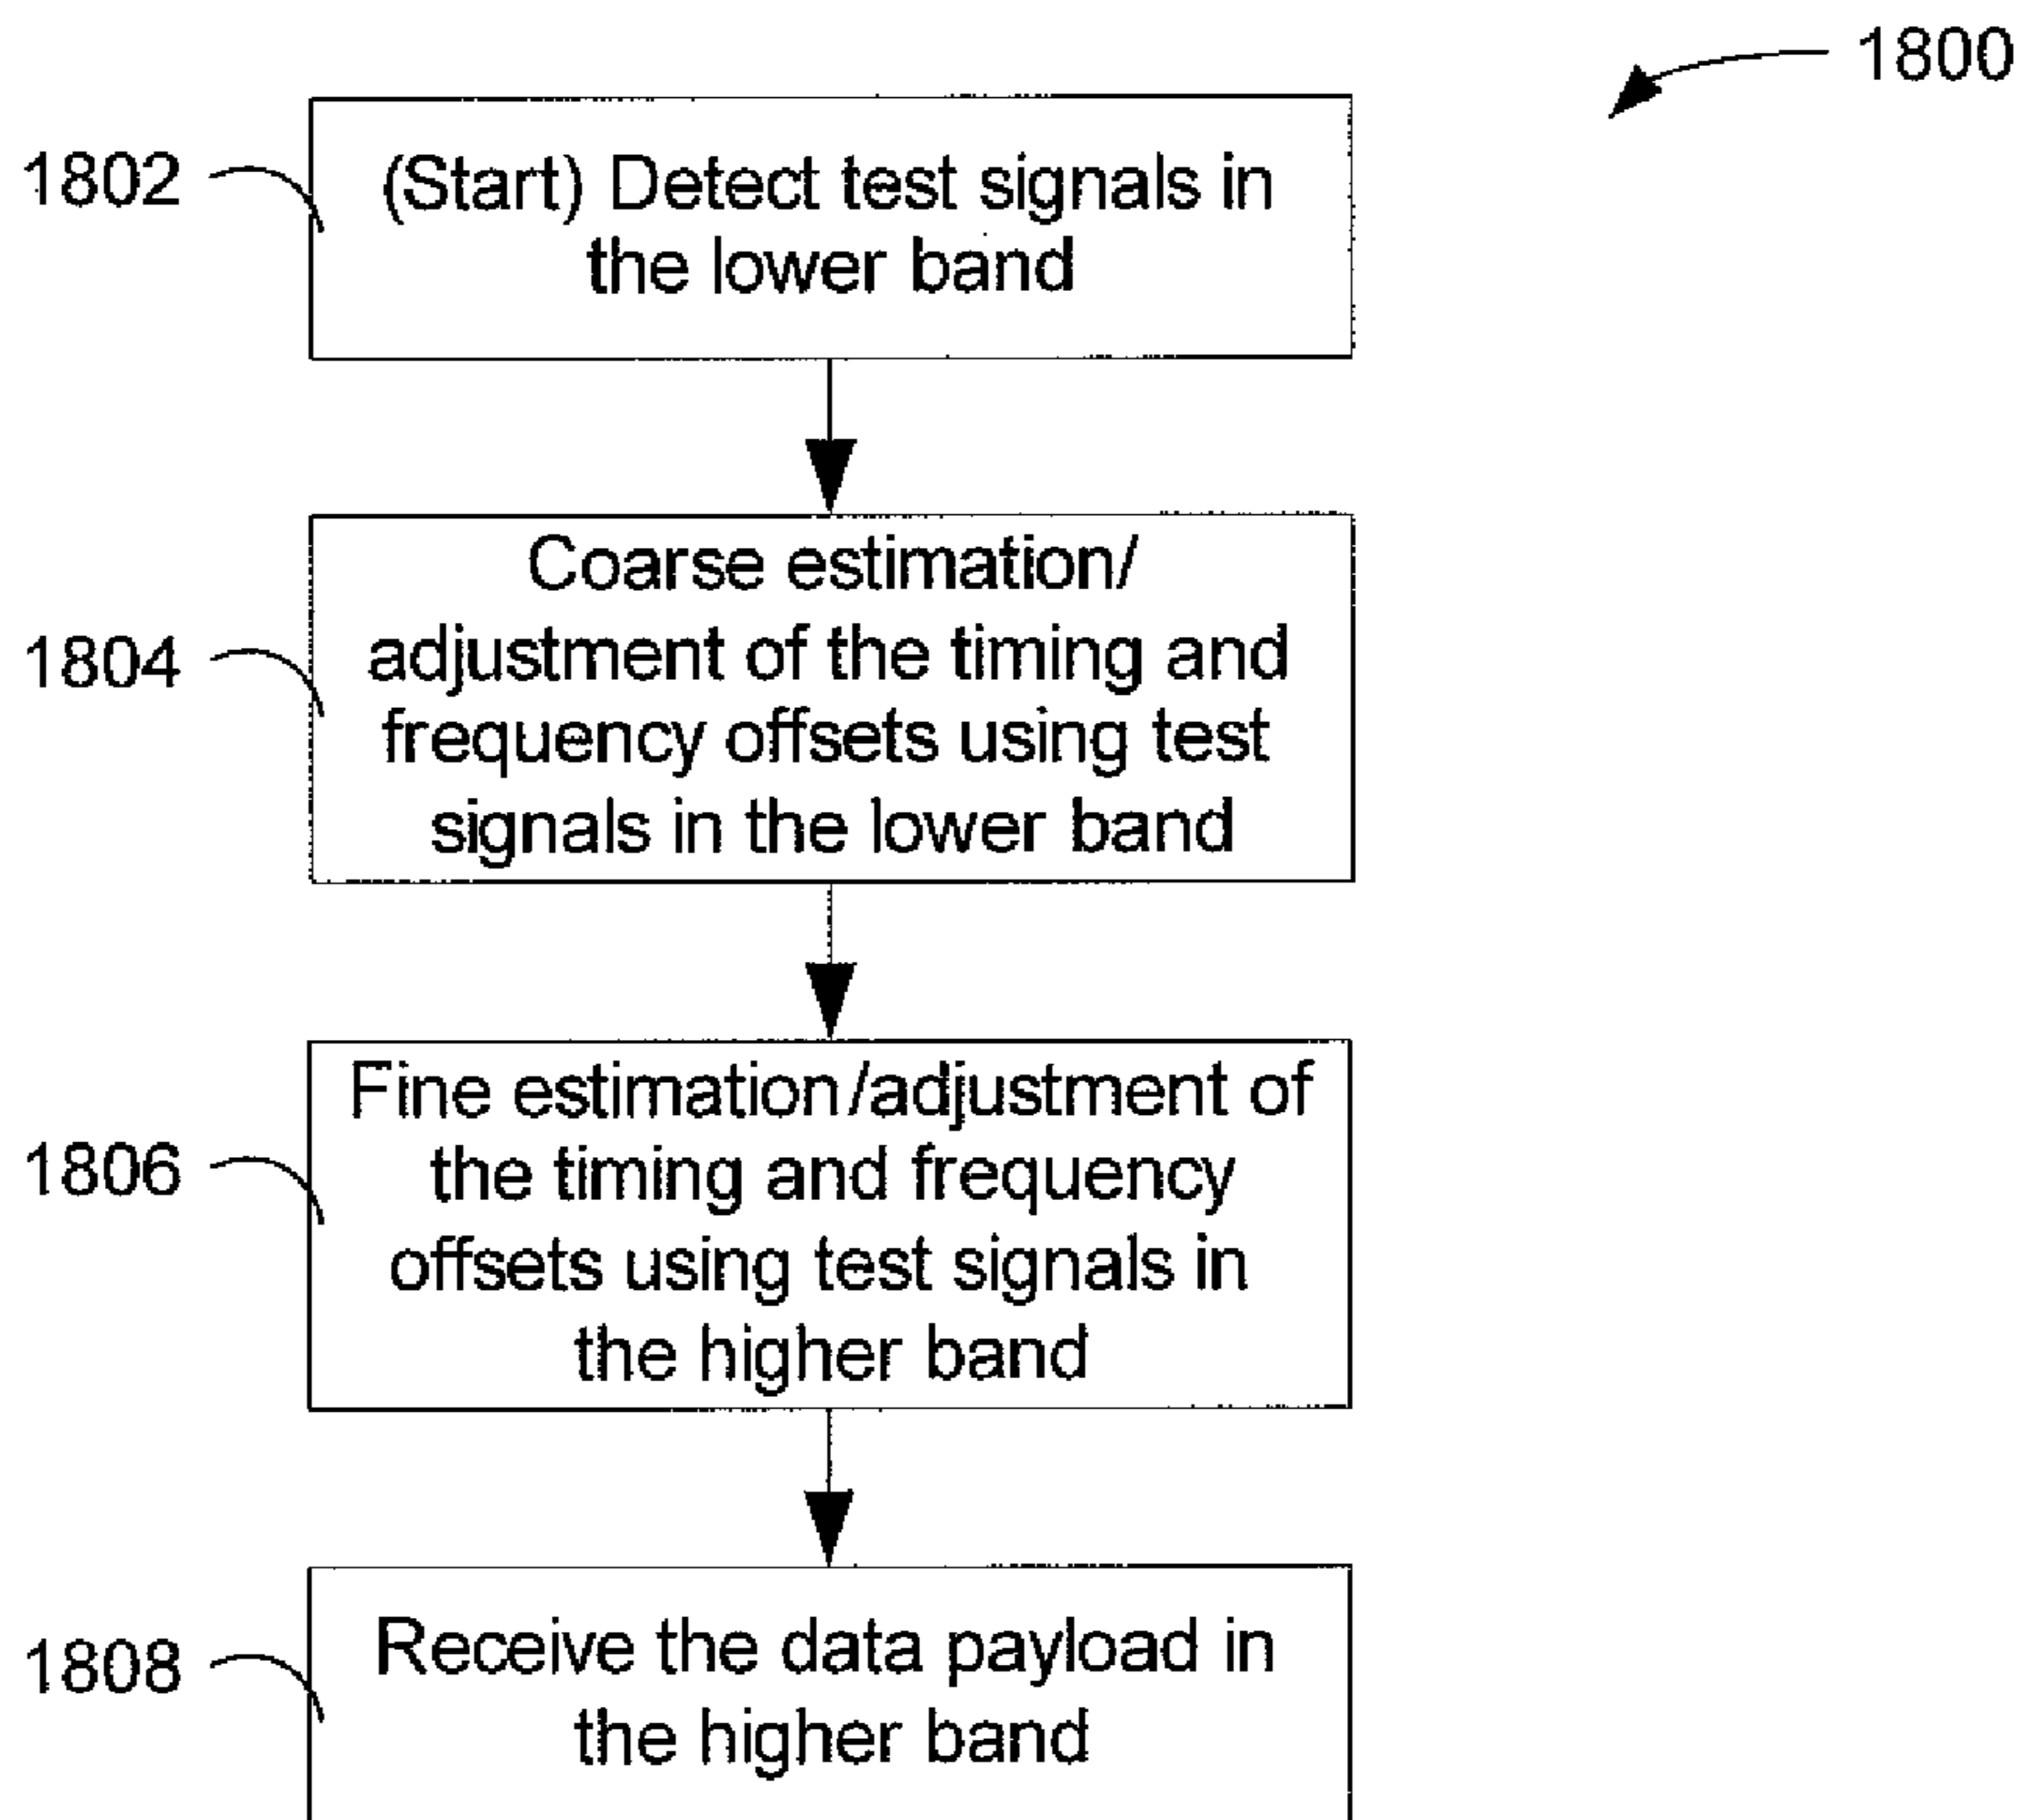 1800
1802
(Start) Detect test signals in
the lower band
1804
Coarse estimation/
adjustment of the timing and
frequency offsets using test
signals in the lower band
1806
Fine estimation/adjustment of
the timing and frequency
offsets using test signals in
the higher band
1808
Receive the data payload in
the higher band